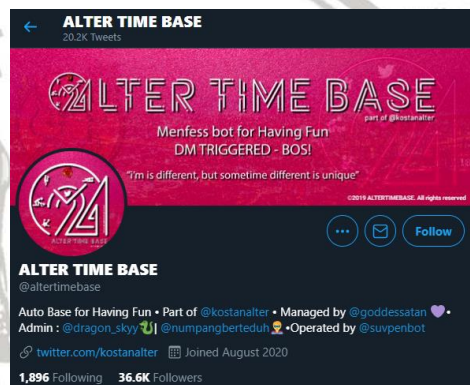 ALTER TIME BASE
20.2K Tweets
ALTER TIME BASE
part of @kostanalter
Menfess bot for Having Fun
DM TRIGGERED - BOS!
"i'm is different, but sometime different is unique"
©2019 ALTERTIMEBASE. All rights reserved
24
ALTER TIME BASE
Follow
ALTER TIME BASE
@altertimebase
Auto Base for Having Fun • Part of @kostanalter • Managed by @goddessatan 💜•
Admin : @dragon_skyy🐉| @numpangberteduh •Operated by @suvpenbot
twitter.com/kostanalter Joined August 2020
1,896 Following 36.6K Followers